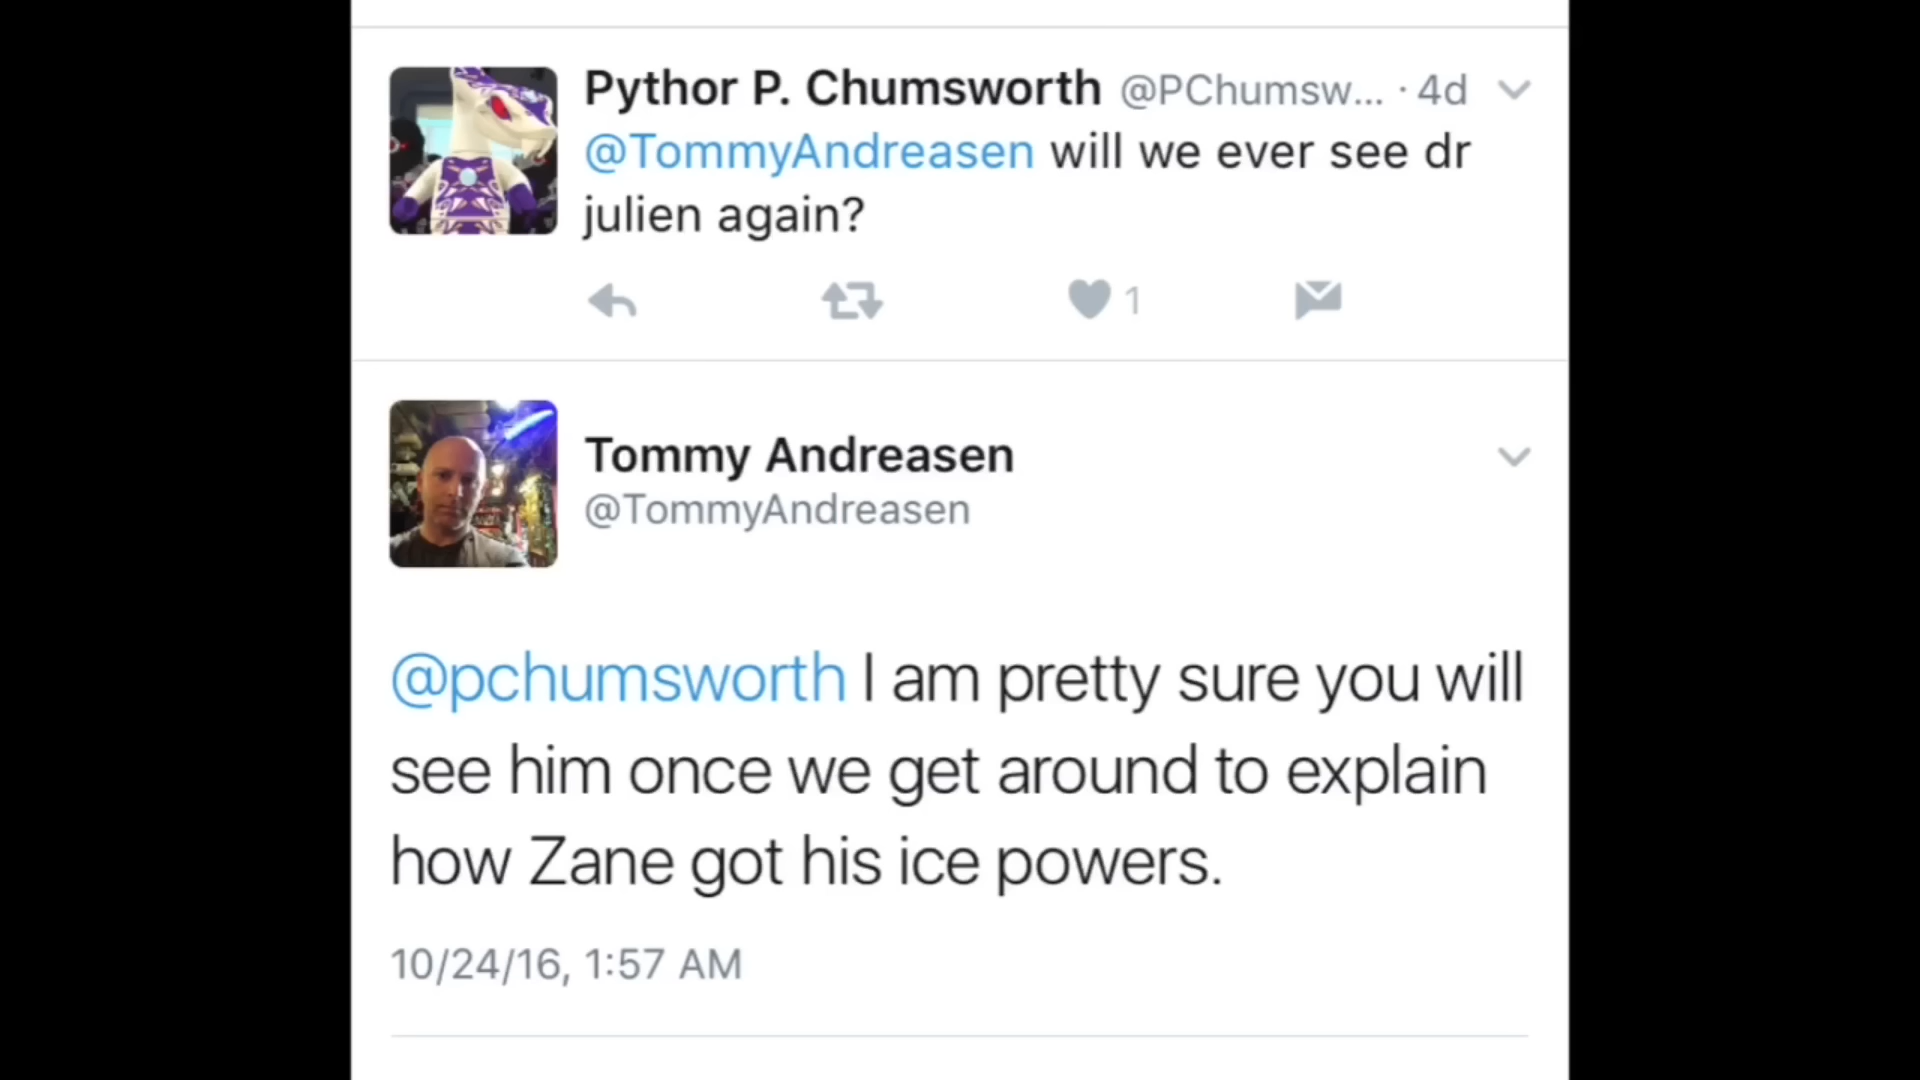 Pythor P. Chumsworth @PChumsw... · 4d
@TommyAndreasen will we ever see dr
julien again?
1
Tommy Andreasen
@TommyAndreasen
@pchumsworth I am pretty sure you will
see him once we get around to explain
how Zane got his ice powers.
10/24/16, 1:57 AM